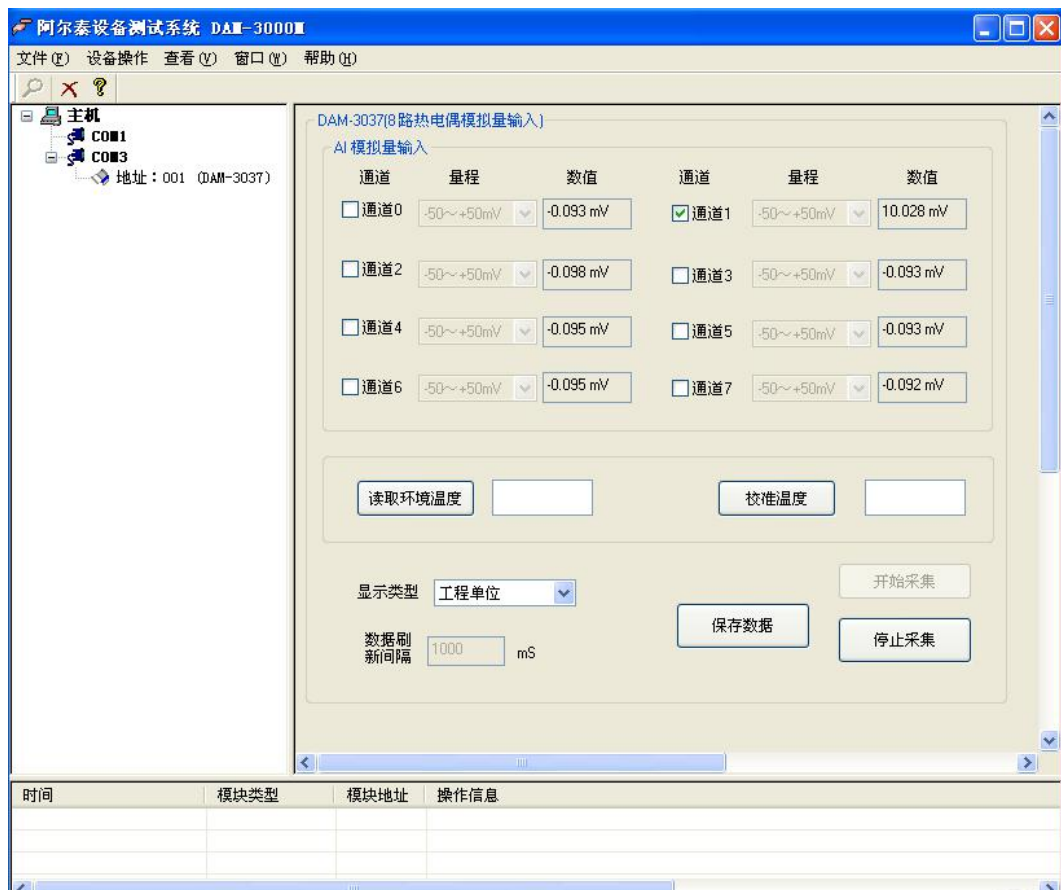 阿尔泰设备测试系统 DAM-3000M
文件(F) 设备操作 查看(V) 窗口(W) 帮助(H)
主机
COM1
COM3
地址：001 (DAM-3037)
DAM-3037(8路热电偶模拟量输入)
AI模拟量输入
通道 量程 数值 通道 量程 数值
通道0 -50～+50mV -0.093 mV 通道1 -50～+50mV 10.028 mV
通道2 -50～+50mV -0.098 mV 通道3 -50～+50mV -0.093 mV
通道4 -50～+50mV -0.095 mV 通道5 -50～+50mV -0.093 mV
通道6 -50～+50mV -0.095 mV 通道7 -50～+50mV -0.092 mV
读取环境温度 校准温度
开始采集
显示类型 工程单位
保存数据 停止采集
数据刷
新间隔 1000 mS
时间 模块类型 模块地址 操作信息